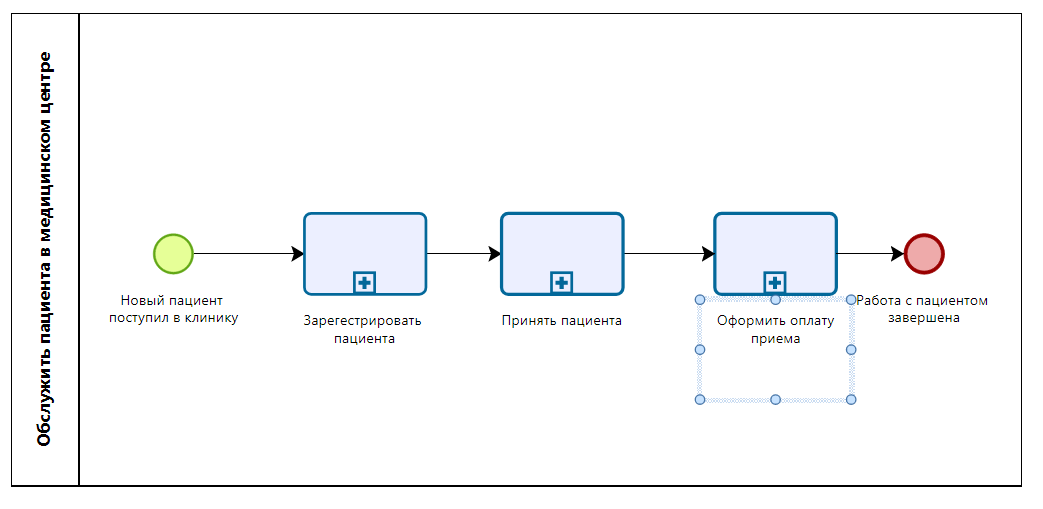 Обслужить пациента в медицинском центре
Новый пациент
поступил в клинику
Зарегестрировать
пациента
Принять пациента
Оформить оплату
приема
Работа с пациентом
завершена